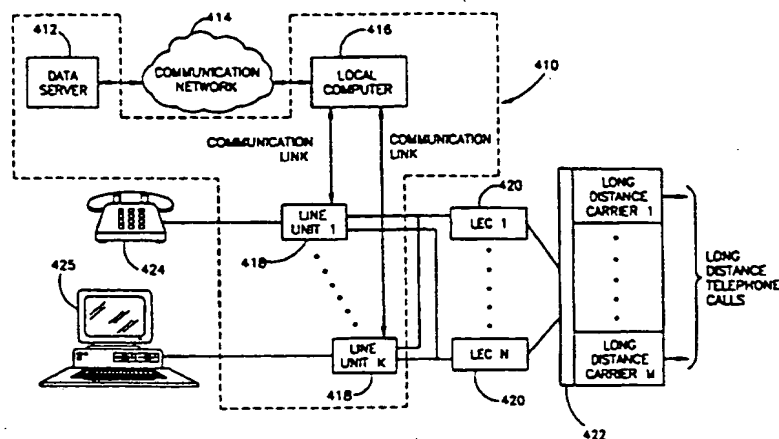 412
414
416
DATA
SERVER
COMMUNICATION
NETWORK
LOCAL
COMPUTER
410
COMMUNICATION
LINK
COMMUNICATION
LINK
424
LINE
UNIT 1
418
420
LEC 1
LONG
DISTANCE
CARRIER 1
425
LINE
UNIT K
418
LEC N
420
LONG
DISTANCE
CARRIER M
422
LONG
DISTANCE
TELEPHONE
CALLS